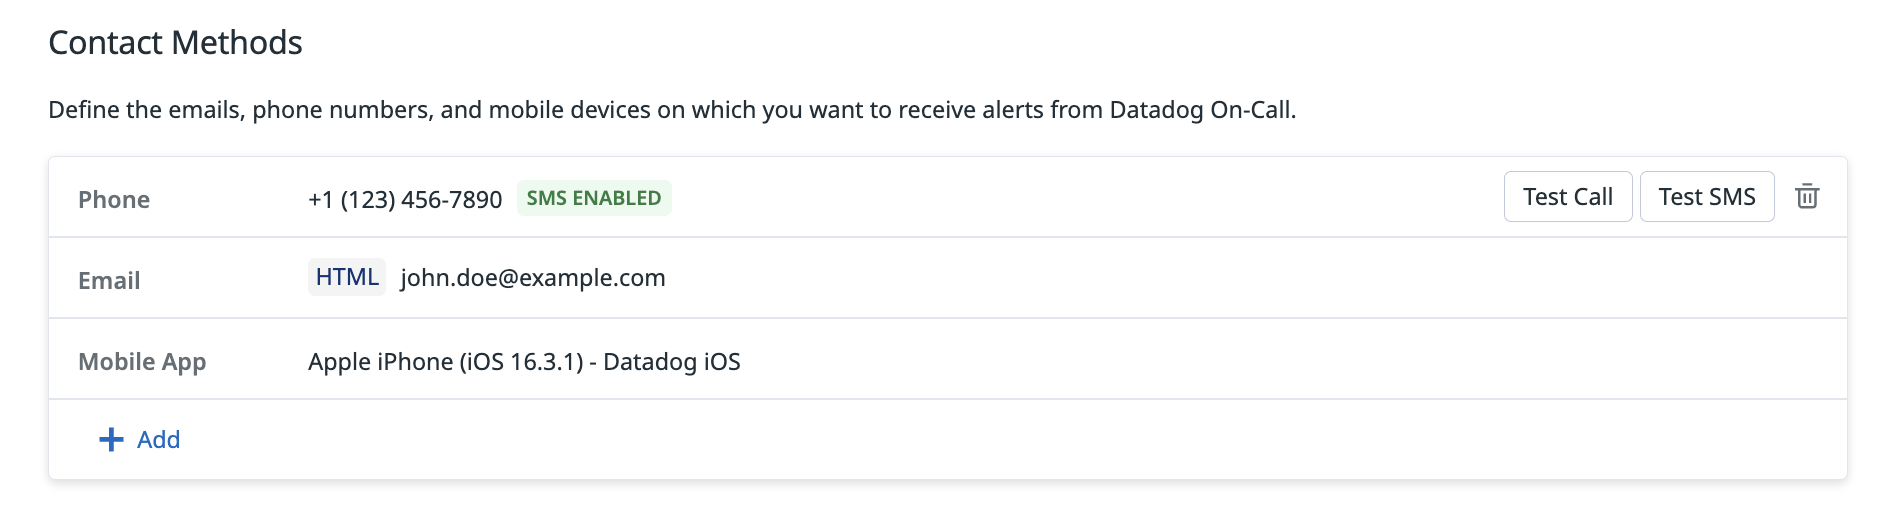 Contact Methods
Define the emails, phone numbers, and mobile devices on which you want to receive alerts from Datadog On-Call.
Phone +1 (123) 456-7890 SMS ENABLED Test Call Test SMS
Email HTML john.doe@example.com
Mobile App Apple iPhone (iOS 16.3.1) - Datadog iOS
Add